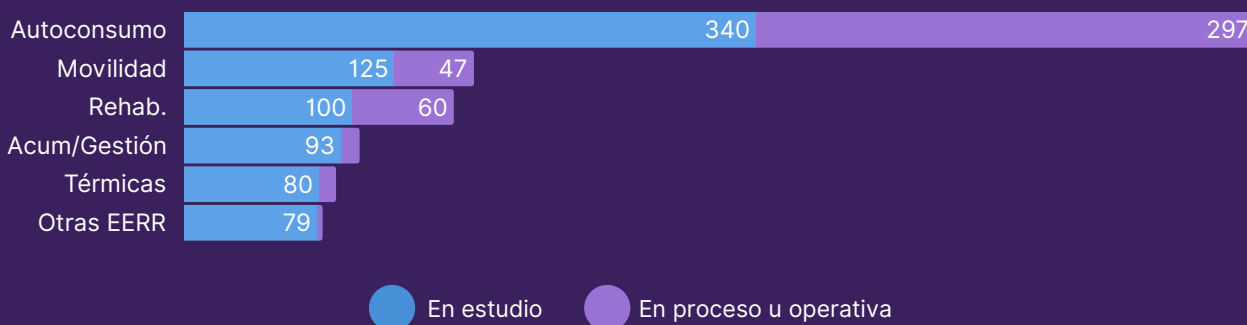 Autoconsumo 340 297
Movilidad 125 47
Rehab. 100 60
Acum/Gestión 93
Térmicas 80
Otras EERR 79
En estudio En proceso u operativa